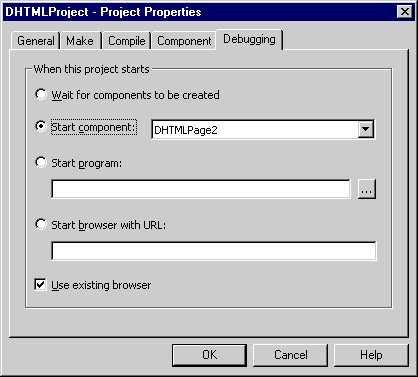 DHTMLProject - Project Properties
General Make Compile Component Debugging
When this project starts
Wait for components to be created
Start component: DHTMLPage2
Start program:
...
Start browser with URL:
Use existing browser
OK Cancel Help